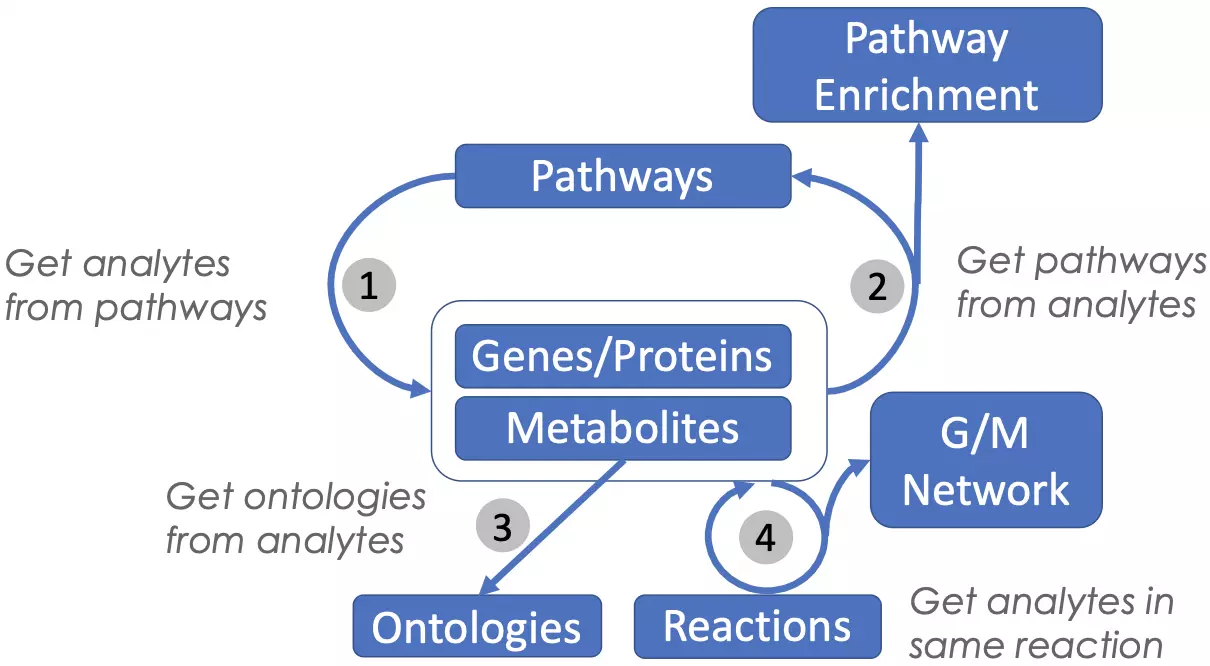 Pathway
Enrichment
Pathways
Get analytes
from pathways
1
2
Get pathways
from analytes
Genes/Proteins
Metabolites
G/M
Network
Get ontologies
from analytes
3
4
Ontologies
Reactions
Get analytes in
same reaction